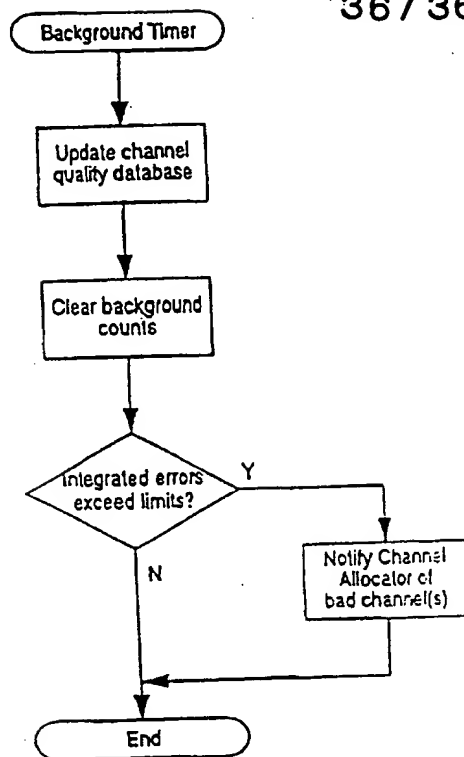 36/36
Background Timer
Update channel
quality database
Clear background
counts
Integrated errors
exceed limits?
Y
N
Notify Channel
Allocator of
bad channel(s)
End